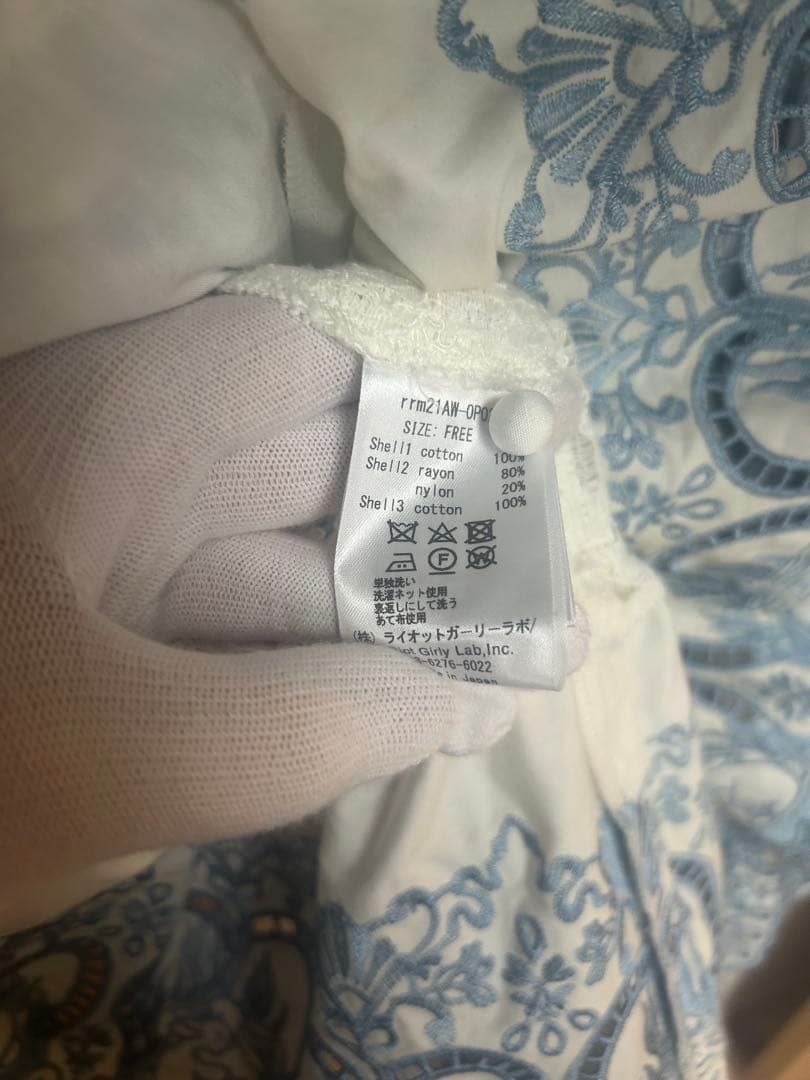 rrm21AW-OP0
SIZE: FREE
Shell1 cotton 100%
Shell2 rayon 80%
nylon 20%
Shell3 cotton 100%
F
W
単独洗い
洗濯ネット使用
裏返しにして洗う
あて布使用
(株) ライオットガーリーラボ/
Girly Lab,Inc.
3-6276-6022
in Japan